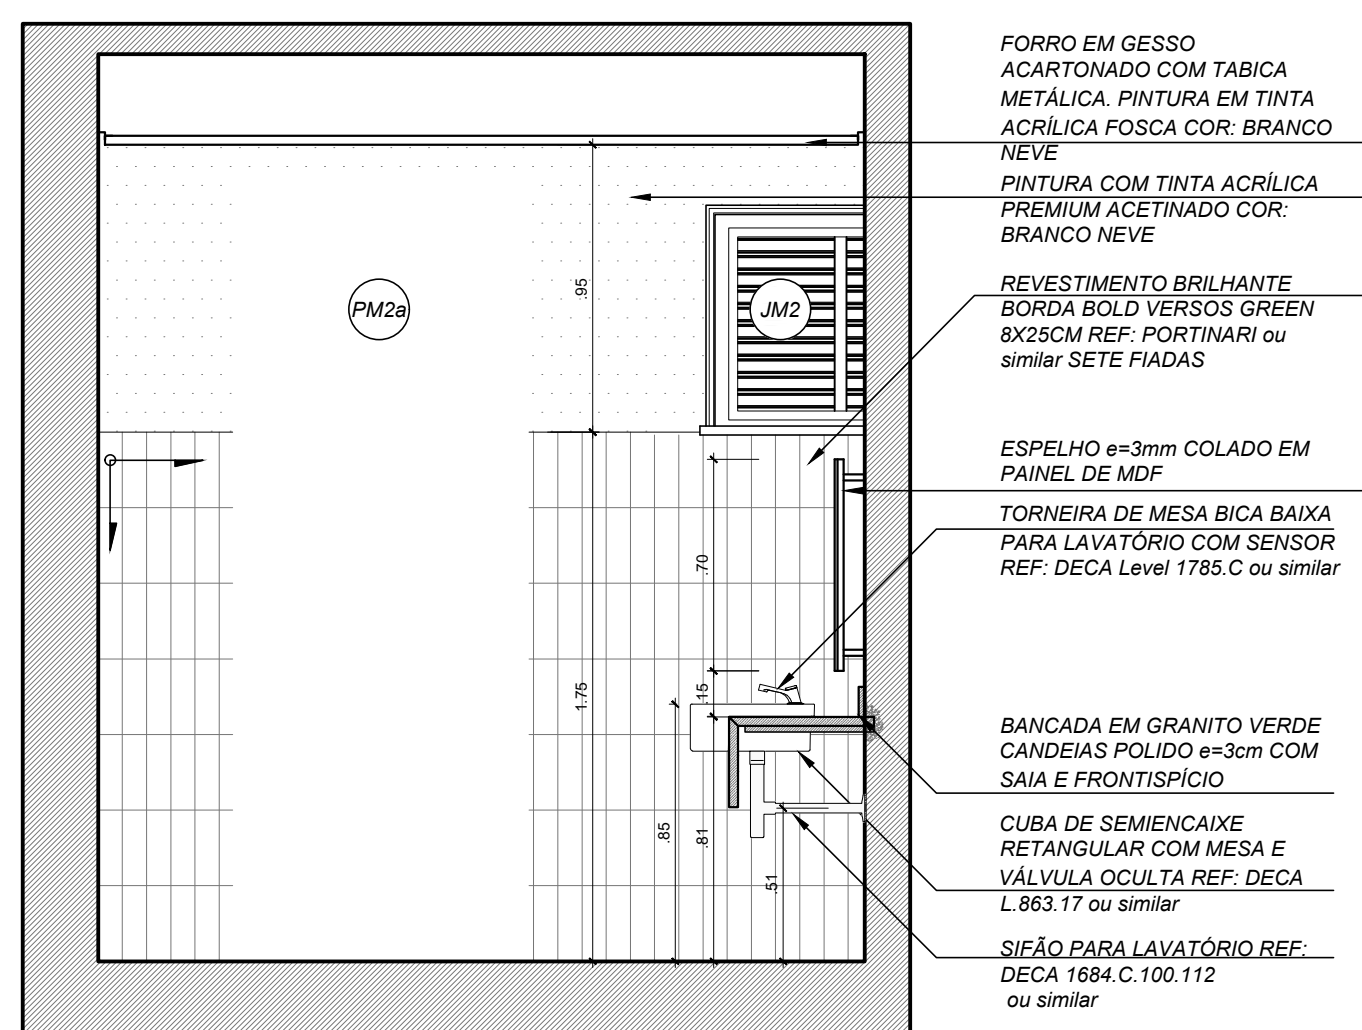 FORRO EM GESSO
ACARTONADO COM TABICA
METÁLICA. PINTURA EM TINTA
ACRÍLICA FOSCA COR: BRANCO
NEVE
PINTURA COM TINTA ACRÍLICA
PREMIUM ACETINADO COR:
BRANCO NEVE
REVESTIMENTO BRILHANTE
BORDA BOLD VERSOS GREEN
8X25CM REF: PORTINARI ou
similar SETE FIADAS
ESPELHO e=3mm COLADO EM
PAINEL DE MDF
TORNEIRA DE MESA BICA BAIXA
PARA LAVATÓRIO COM SENSOR
REF: DECA Level 1785.C ou similar
BANCADA EM GRANITO VERDE
CANDEIAS POLIDO e=3cm COM
SAIA E FRONTISPÍCIO
CUBA DE SEMIENCAIXE
RETANGULAR COM MESA E
VÁLVULA OCULTA REF: DECA
L.863.17 ou similar
SIFÃO PARA LAVATÓRIO REF:
DECA 1684.C.100.112
ou similar
PM2a
JM2
.95
.70
1.75
.15
.85
.81
.51